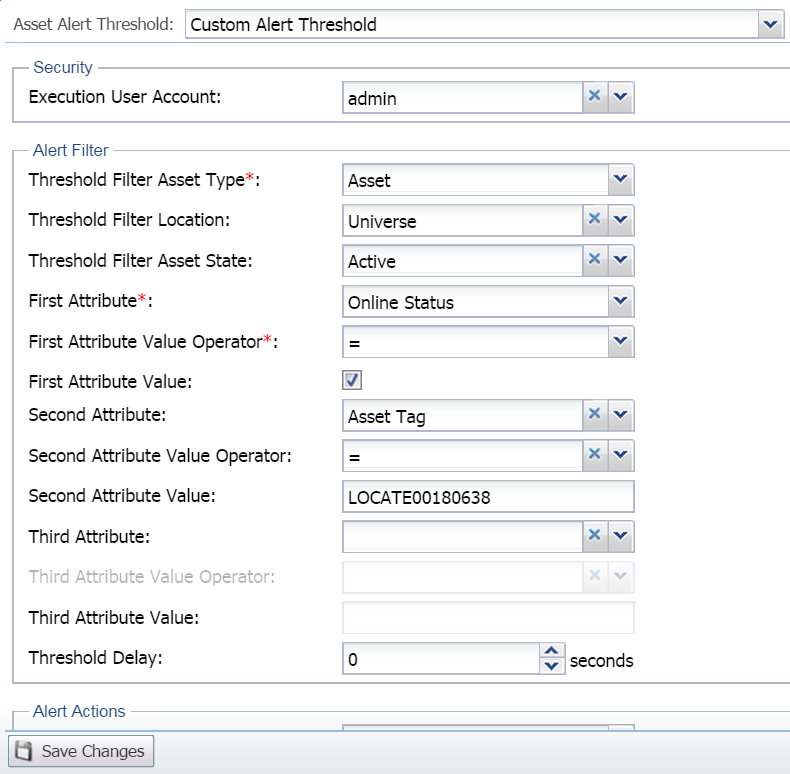 Asset Alert Threshold: Custom Alert Threshold
Security
Execution User Account: admin
Alert Filter
Threshold Filter Asset Type*: Asset
Threshold Filter Location: Universe
Threshold Filter Asset State: Active
First Attribute*: Online Status
First Attribute Value Operator*: =
First Attribute Value:
Second Attribute: Asset Tag
Second Attribute Value Operator: =
Second Attribute Value: LOCATE00180638
Third Attribute:
Third Attribute Value Operator:
Third Attribute Value:
Threshold Delay: 0 seconds
Alert Actions
Save Changes